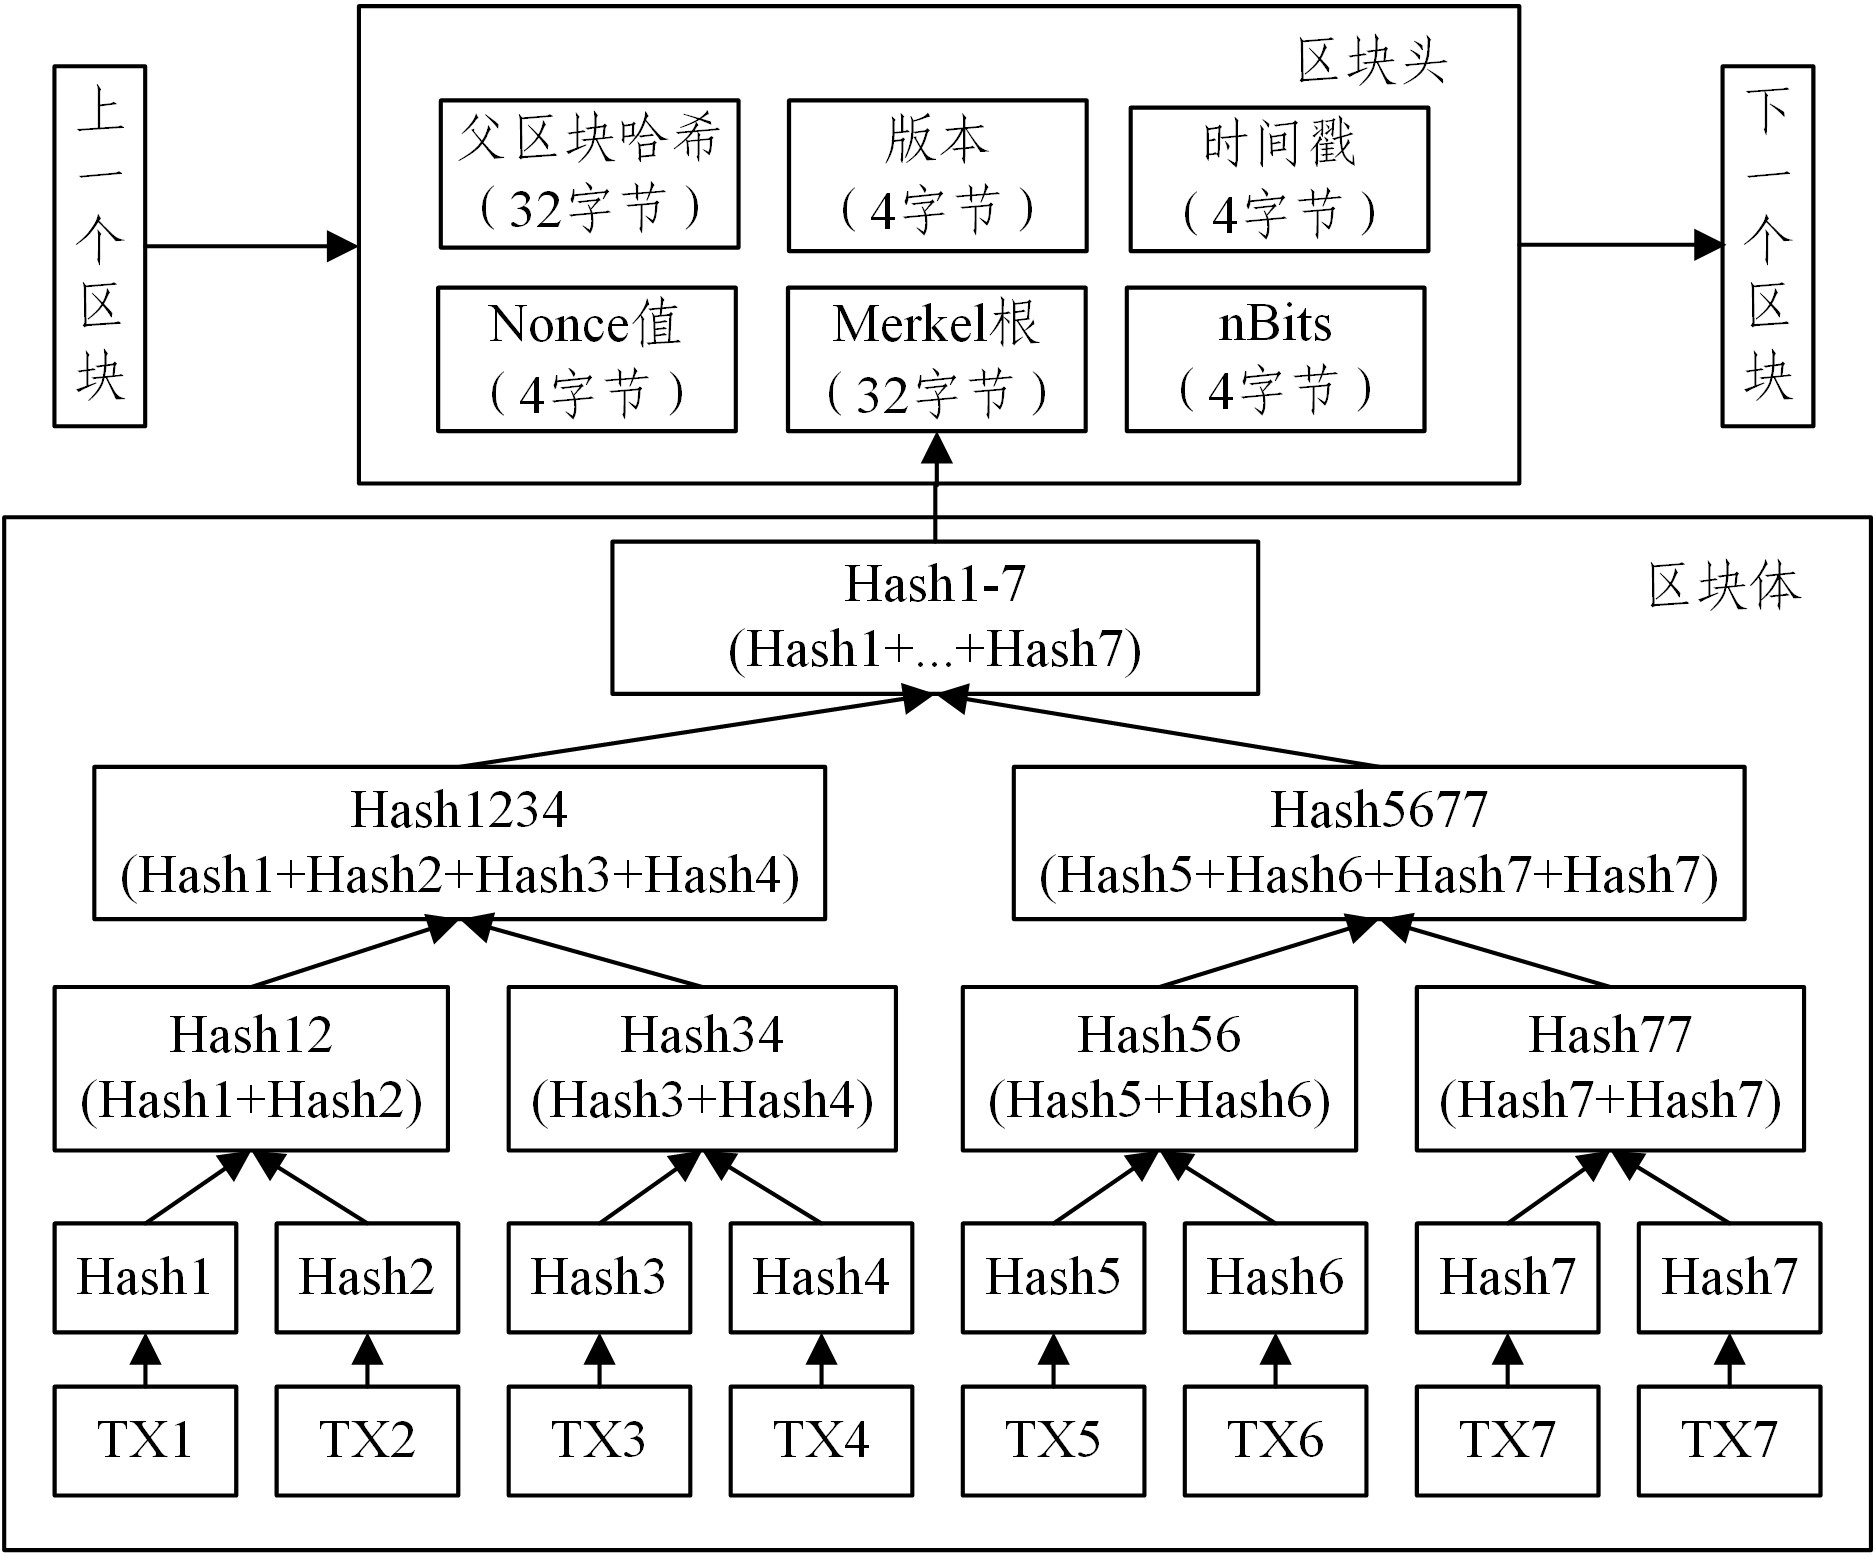 区块头
上一个区块
父区块哈希
（32字节）
版本
（4字节）
时间戳
（4字节）
下一个区块
Nonce值
（4字节）
Merkel根
（32字节）
nBits
（4字节）
区块体
Hash1-7
(Hash1+...+Hash7)
Hash1234
(Hash1+Hash2+Hash3+Hash4)
Hash5677
(Hash5+Hash6+Hash7+Hash7)
Hash12
(Hash1+Hash2)
Hash34
(Hash3+Hash4)
Hash56
(Hash5+Hash6)
Hash77
(Hash7+Hash7)
Hash1
Hash2
Hash3
Hash4
Hash5
Hash6
Hash7
Hash7
TX1
TX2
TX3
TX4
TX5
TX6
TX7
TX7